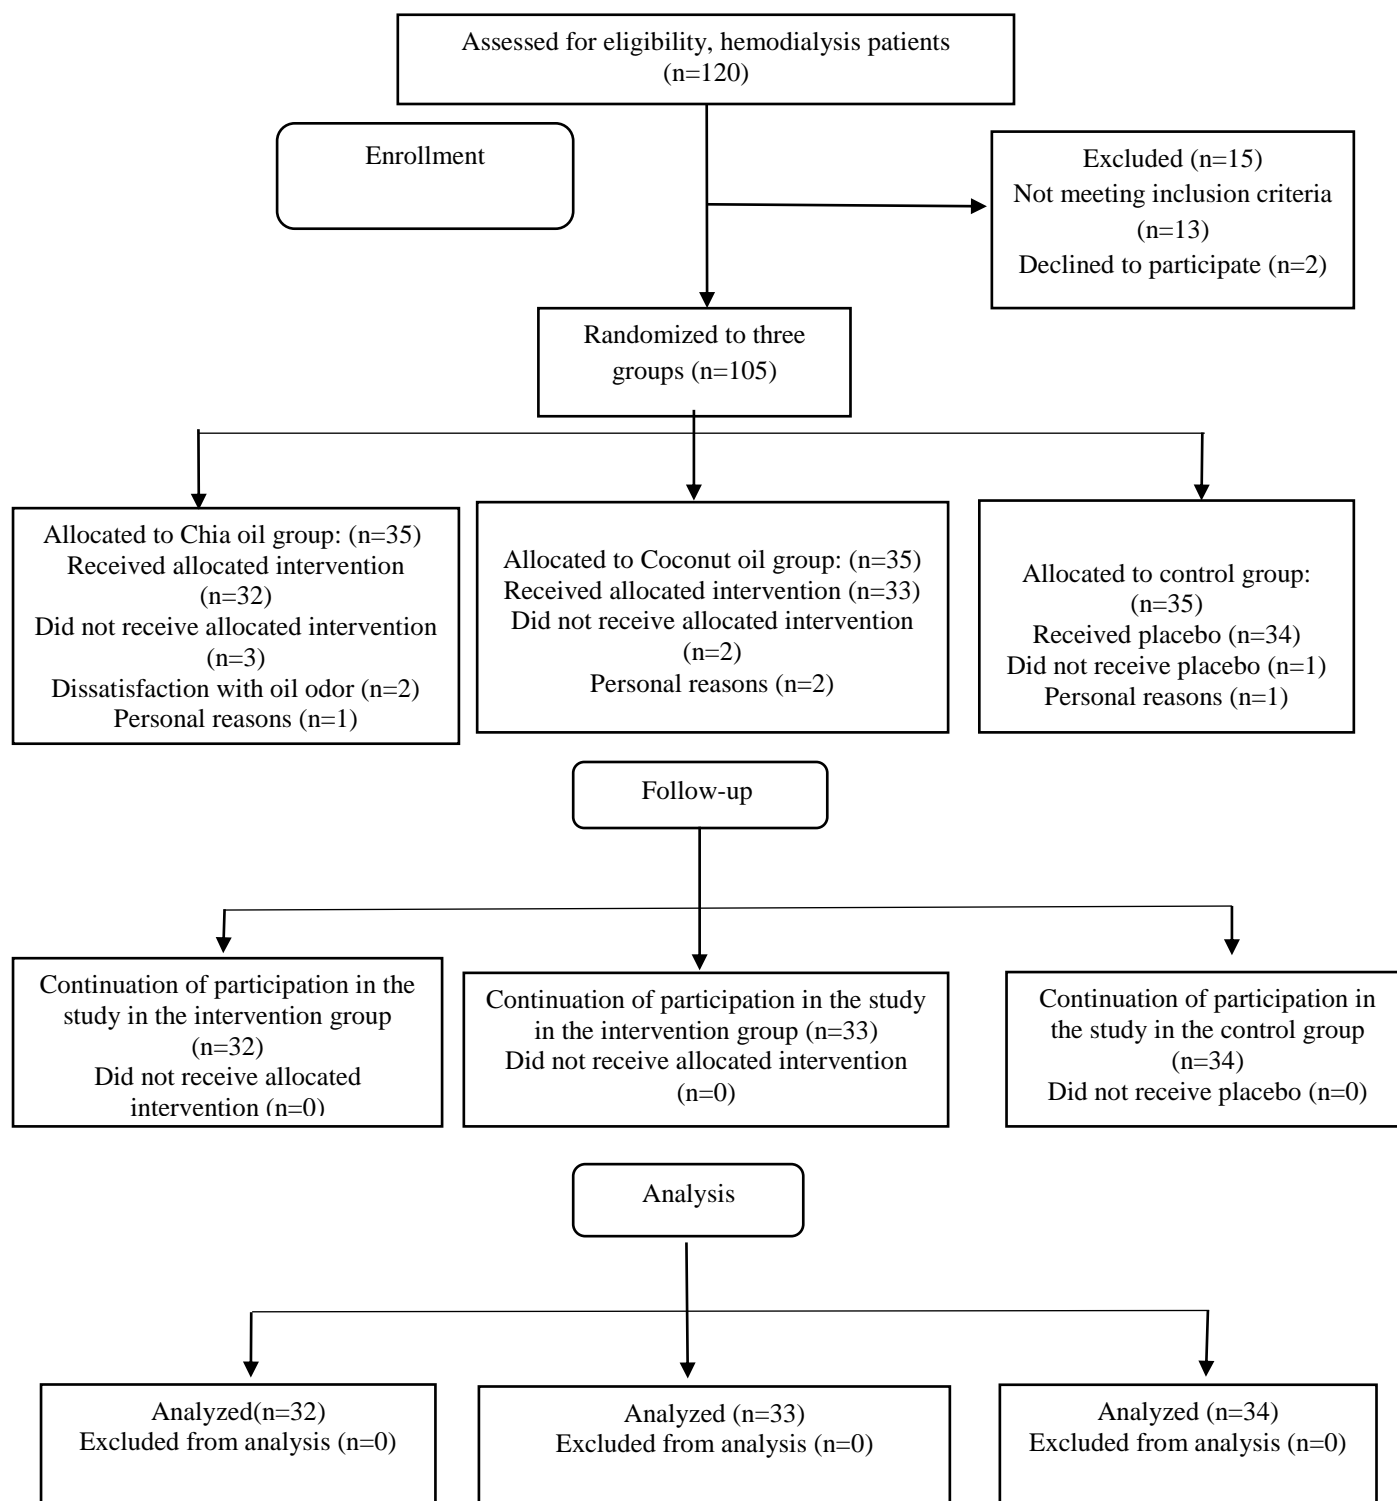 Assessed for eligibility, hemodialysis patients
(n=120)
Enrollment
Excluded (n=15)
Not meeting inclusion criteria
(n=13)
Declined to participate (n=2)
Randomized to three
groups (n=105)
Allocated to Chia oil group: (n=35)
Received allocated intervention
(n=32)
Did not receive allocated intervention
(n=3)
Dissatisfaction with oil odor (n=2)
Personal reasons (n=1)
Allocated to Coconut oil group: (n=35)
Received allocated intervention (n=33)
Did not receive allocated intervention
(n=2)
Personal reasons (n=2)
Allocated to control group:
(n=35)
Received placebo (n=34)
Did not receive placebo (n=1)
Personal reasons (n=1)
Follow-up
Continuation of participation in the
study in the intervention group
(n=32)
Did not receive allocated
intervention (n=0)
Continuation of participation in the study
in the intervention group (n=33)
Did not receive allocated intervention
(n=0)
Continuation of participation in
the study in the control group
(n=34)
Did not receive placebo (n=0)
Analysis
Analyzed(n=32)
Excluded from analysis (n=0)
Analyzed (n=33)
Excluded from analysis (n=0)
Analyzed (n=34)
Excluded from analysis (n=0)